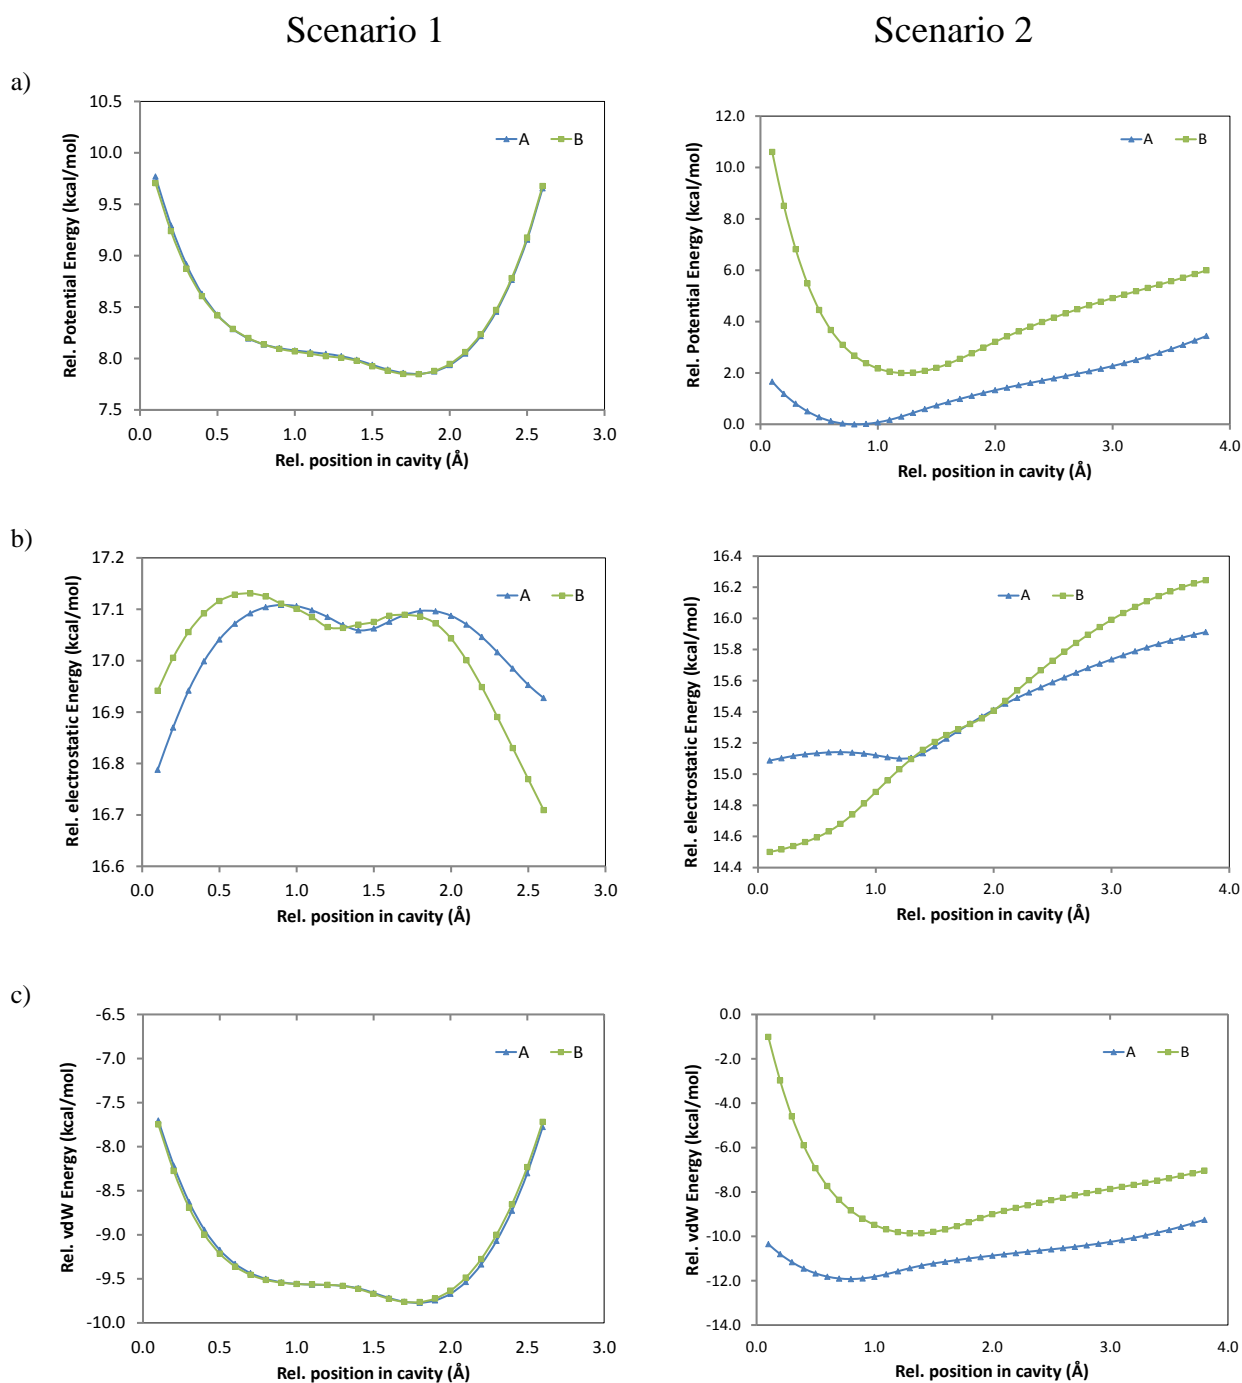 Scenario 1 Scenario 2
a)
Rel. Potential Energy (kcal/mol)
10.5
10.0
9.5
9.0
8.5
8.0
7.5
A B
0.0 0.5 1.0 1.5 2.0 2.5 3.0
Rel. position in cavity (Å)
Rel. Potential Energy (kcal/mol)
12.0
10.0
8.0
6.0
4.0
2.0
0.0
A B
0.0 1.0 2.0 3.0 4.0
Rel. position in cavity (Å)
b)
Rel. electrostatic Energy (kcal/mol)
17.2
17.1
17.0
16.9
16.8
16.7
16.6
A B
0.0 0.5 1.0 1.5 2.0 2.5 3.0
Rel. position in cavity (Å)
Rel. electrostatic Energy (kcal/mol)
16.4
16.2
16.0
15.8
15.6
15.4
15.2
15.0
14.8
14.6
14.4
A B
0.0 1.0 2.0 3.0 4.0
Rel. position in cavity (Å)
c)
Rel. vdW Energy (kcal/mol)
-6.5
-7.0
-7.5
-8.0
-8.5
-9.0
-9.5
-10.0
A B
0.0 0.5 1.0 1.5 2.0 2.5 3.0
Rel. position in cavity (Å)
Rel. vdW Energy (kcal/mol)
0.0
-2.0
-4.0
-6.0
-8.0
-10.0
-12.0
-14.0
A B
0.0 1.0 2.0 3.0 4.0
Rel. position in cavity (Å)